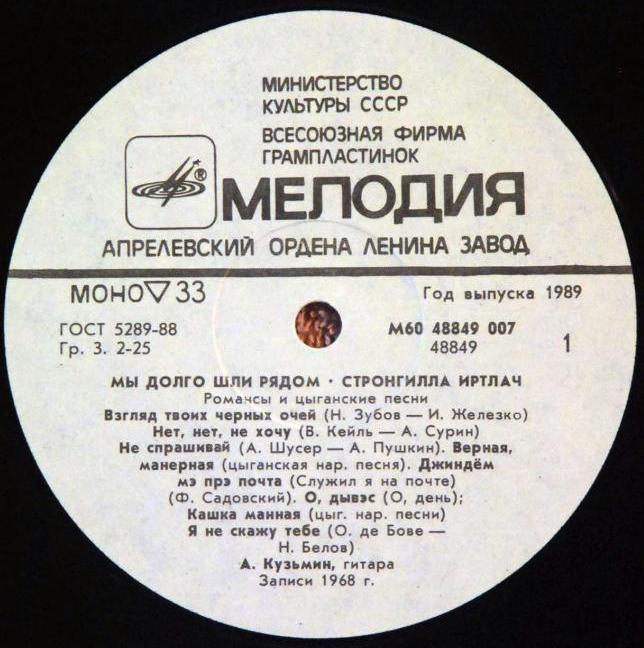 МИНИСТЕРСТВО
КУЛЬТУРЫ СССР
ВСЕСОЮЗНАЯ ФИРМА
ГРАМПЛАСТИНОК
®
МЕЛОДИЯ
АПРЕЛЕВСКИЙ ОРДЕНА ЛЕНИНА ЗАВОД
МОНО▽33
Год выпуска 1989
ГОСТ 5289-88
М60 48849 007
Гр. 3. 2-25
48849
1
МЫ ДОЛГО ШЛИ РЯДОМ · СТРОНГИЛЛА ИРТЛАЧ
Романсы и цыганские песни
Взгляд твоих черных очей (Н. Зубов — И. Железко)
Нет, нет, не хочу (В. Кейль — А. Сурин)
Не спрашивай (А. Шусер — А. Пушкин). Верная,
манерная (цыганская нар. песня). Джиндём
мэ прэ почта (Служил я на почте)
(Ф. Садовский). О, дывэс (О, день);
Кашка манная (цыг. нар. песни)
Я не скажу тебе (О. де Бове —
Н. Белов)
А. Кузьмин, гитара
Записи 1968 г.